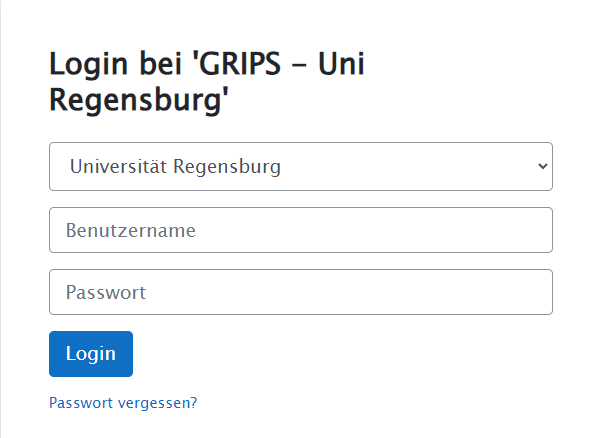 Login bei 'GRIPS – Uni
Regensburg'
Universität Regensburg
Benutzername
Passwort
Login
Passwort vergessen?